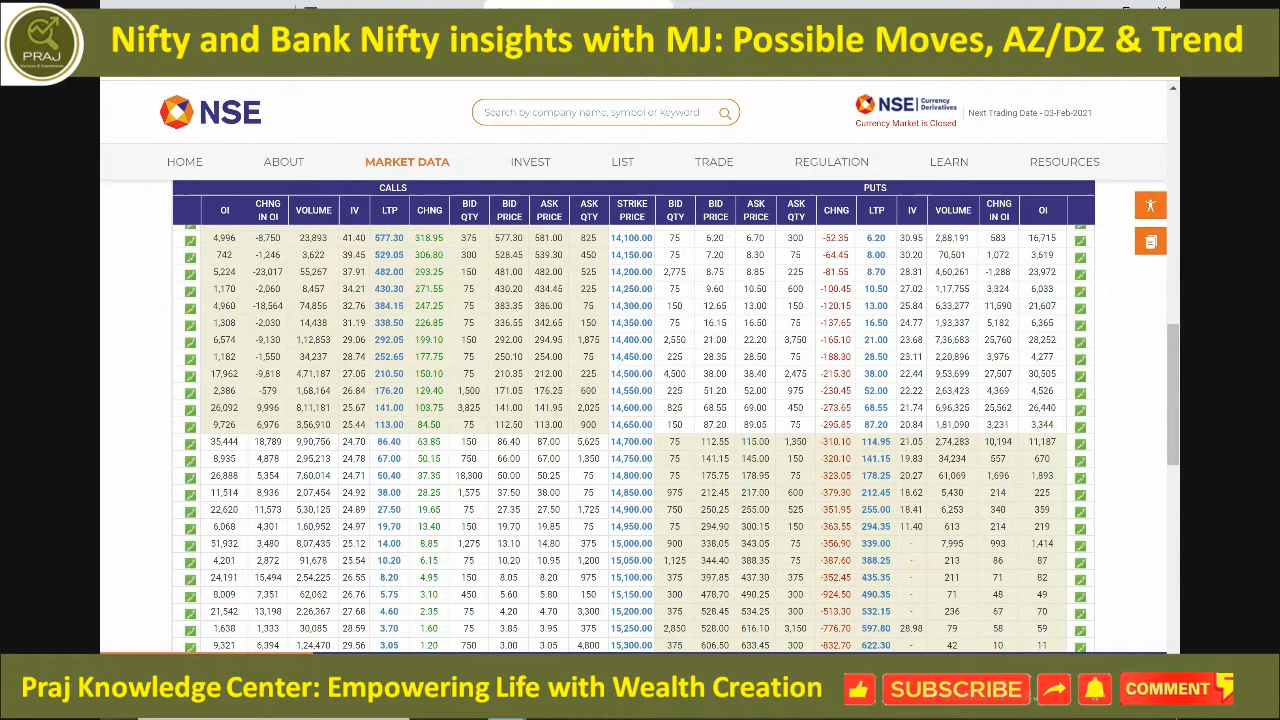 Nifty and Bank Nifty insights with MJ: Possible Moves, AZ/DZ & Trend
PRAJ
NSE
Search by company name, symbol or keyword
NSE Currency Derivatives
Currency Market is Closed
Next Trading Date - 03-Feb-2021
HOME ABOUT MARKET DATA INVEST LIST TRADE REGULATION LEARN RESOURCES
CALLS PUTS
OI CHNG IN OI VOLUME IV LTP CHNG BID QTY BID PRICE ASK PRICE ASK QTY STRIKE PRICE BID QTY BID PRICE ASK PRICE ASK QTY CHNG LTP IV VOLUME CHNG IN OI OI
4,996 -8,750 23,893 41.40 577.30 318.95 375 577.30 581.00 825 14,100.00 75 6.20 6.70 300 -52.35 6.20 30.95 2,88,191 583 16,715
742 -1,246 3,622 39.45 529.05 306.80 300 528.45 539.30 450 14,150.00 75 7.20 8.30 75 -64.45 8.00 30.20 70,501 1,072 3,619
5,224 -23,017 55,267 37.91 482.00 293.25 150 481.00 482.00 525 14,200.00 2,775 8.75 8.85 225 -81.55 8.70 28.31 4,60,261 -1,288 23,972
1,170 -2,060 8,457 34.21 430.30 271.55 75 430.20 434.45 225 14,250.00 75 9.60 10.50 600 -100.45 10.50 27.02 1,17,755 3,324 6,033
4,960 -18,564 74,856 32.76 384.15 247.25 150 383.35 386.00 75 14,300.00 150 12.65 13.00 150 -120.15 13.00 25.84 6,33,277 11,590 21,607
1,308 -2,030 14,438 31.19 338.50 226.85 75 336.55 342.65 150 14,350.00 75 16.15 16.50 75 -137.65 16.50 24.77 1,93,337 5,182 6,365
6,574 -9,130 1,12,853 29.06 292.05 199.10 150 292.00 294.95 1,875 14,400.00 2,550 21.00 22.20 3,750 -165.10 21.00 23.68 7,36,683 25,760 28,252
1,182 -1,550 34,237 28.74 252.65 177.75 75 250.10 254.00 75 14,450.00 225 28.35 28.50 75 -188.30 28.50 23.11 2,20,896 3,976 4,277
17,962 -9,818 4,71,187 27.05 210.50 150.10 75 210.35 212.00 225 14,500.00 4,500 38.00 38.40 2,475 -215.30 38.00 22.44 9,53,699 27,507 30,505
2,386 -579 1,68,164 26.84 176.20 129.40 1,500 171.05 176.25 600 14,550.00 225 51.20 52.00 975 -230.45 52.00 22.22 2,63,423 4,369 4,526
26,092 9,996 8,11,181 25.67 141.00 103.75 3,825 141.00 141.95 2,025 14,600.00 825 68.55 69.00 450 -273.65 68.55 21.74 6,96,326 25,562 26,440
9,726 6,976 3,56,910 25.44 113.00 84.50 75 112.50 113.00 900 14,650.00 150 87.20 89.05 75 -295.85 87.20 20.84 1,81,090 3,231 3,344
35,444 18,789 9,90,756 24.70 86.40 63.85 150 86.40 87.00 5,625 14,700.00 75 112.55 115.00 1,350 -310.10 114.95 21.05 2,74,283 10,194 11,187
8,935 4,878 2,95,213 24.78 67.00 50.15 750 66.00 67.00 1,350 14,750.00 75 141.15 145.00 150 -320.10 141.15 19.83 34,234 557 670
26,888 5,354 7,60,014 24.71 50.40 37.35 18,300 50.00 50.25 75 14,800.00 75 175.75 178.95 150 -323.05 178.25 20.27 61,069 1,696 1,893
11,514 8,936 2,07,454 24.92 38.00 28.25 1,575 37.50 38.00 75 14,850.00 975 212.45 217.00 600 -379.30 212.45 18.62 5,430 214 225
22,620 11,573 5,30,125 24.89 27.50 19.65 75 27.35 27.50 1,725 14,900.00 750 250.25 255.00 525 -351.95 255.00 18.41 6,253 340 359
6,068 4,301 1,60,952 24.97 19.70 13.40 150 19.70 19.85 75 14,950.00 225 294.90 300.15 150 -363.55 294.35 11.40 613 214 219
51,932 3,480 8,07,435 25.12 14.00 8.85 1,275 13.10 14.80 375 15,000.00 900 338.05 343.05 75 -356.90 339.00 - 7,995 993 1,414
4,201 2,872 91,678 25.54 10.20 6.15 75 10.20 10.95 1,200 15,050.00 1,125 344.40 388.35 75 -387.60 388.25 - 213 86 87
24,191 15,494 2,54,225 26.55 8.20 4.95 150 8.05 8.20 975 15,100.00 375 397.85 437.30 75 -352.45 435.35 - 211 71 82
8,009 7,351 62,062 26.76 5.75 3.10 450 5.60 5.80 150 15,150.00 300 478.70 490.25 300 -924.50 490.35 - 71 48 49
21,542 13,198 2,26,367 27.68 4.60 2.35 75 4.20 4.70 3,300 15,200.00 375 528.45 534.25 300 -513.30 532.15 - 236 67 70
1,638 1,333 30,085 28.59 3.70 1.60 75 3.85 3.95 375 15,250.00 2,850 528.00 616.10 3,150 -776.70 597.80 28.98 79 58 59
9,321 6,394 1,24,470 29.56 3.05 1.20 750 3.00 3.05 4,800 15,300.00 375 606.50 633.45 300 -832.70 622.30 - 42 10 11
Praj Knowledge Center: Empowering Life with Wealth Creation
SUBSCRIBE
COMMENT